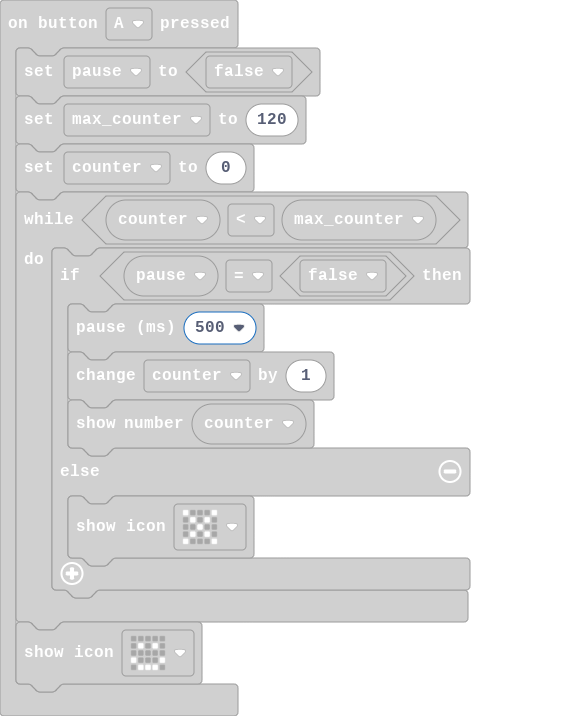 on button A pressed
set pause to false
set max_counter to 120
set counter to 0
while counter < max_counter
do
if pause = false then
pause (ms) 500
change counter by 1
show number counter
else
show icon
show icon